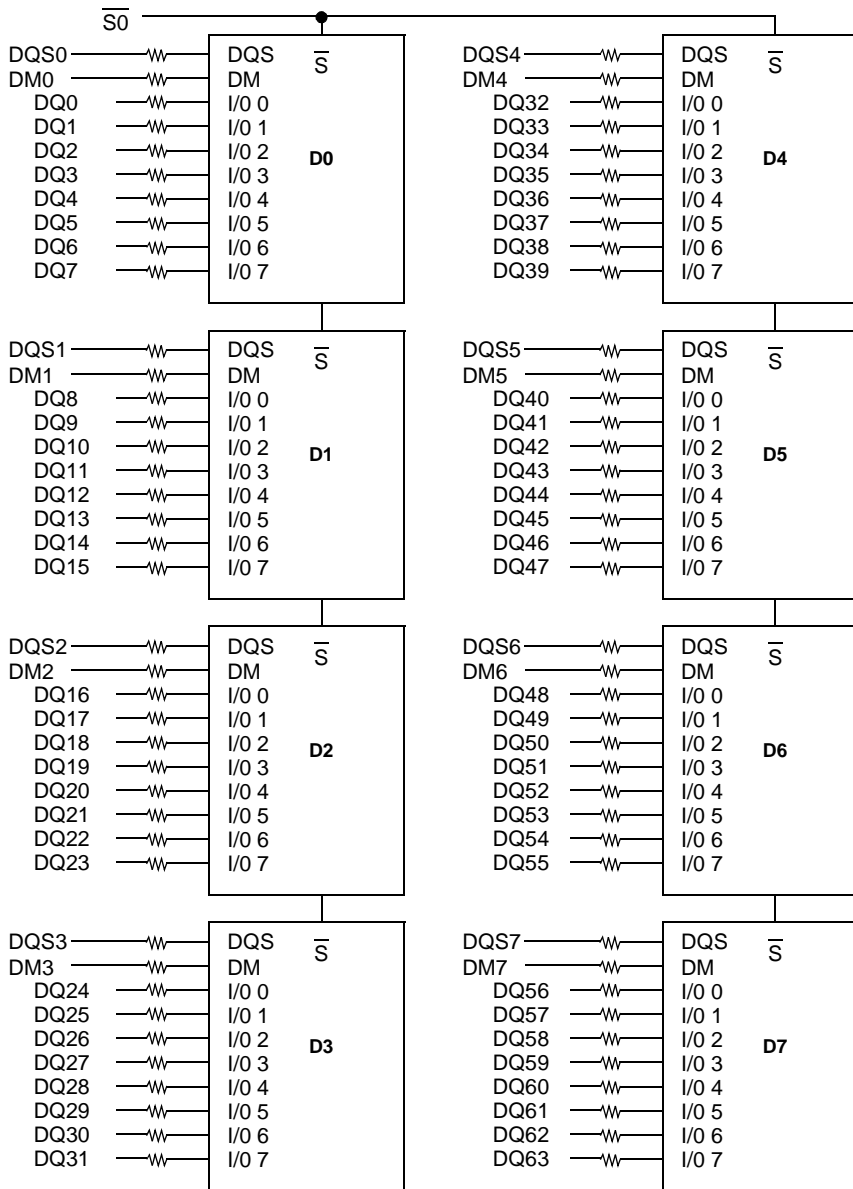 S̅0̅
DQS0 DQS S̅
DM0 DM
DQ0 I/0 0
DQ1 I/0 1
DQ2 I/0 2
D0
DQ3 I/0 3
DQ4 I/0 4
DQ5 I/0 5
DQ6 I/0 6
DQ7 I/0 7
DQS1 DQS S̅
DM1 DM
DQ8 I/0 0
DQ9 I/0 1
DQ10 I/0 2
D1
DQ11 I/0 3
DQ12 I/0 4
DQ13 I/0 5
DQ14 I/0 6
DQ15 I/0 7
DQS2 DQS S̅
DM2 DM
DQ16 I/0 0
DQ17 I/0 1
DQ18 I/0 2
D2
DQ19 I/0 3
DQ20 I/0 4
DQ21 I/0 5
DQ22 I/0 6
DQ23 I/0 7
DQS3 DQS S̅
DM3 DM
DQ24 I/0 0
DQ25 I/0 1
DQ26 I/0 2
D3
DQ27 I/0 3
DQ28 I/0 4
DQ29 I/0 5
DQ30 I/0 6
DQ31 I/0 7
DQS4 DQS S̅
DM4 DM
DQ32 I/0 0
DQ33 I/0 1
DQ34 I/0 2
D4
DQ35 I/0 3
DQ36 I/0 4
DQ37 I/0 5
DQ38 I/0 6
DQ39 I/0 7
DQS5 DQS S̅
DM5 DM
DQ40 I/0 0
DQ41 I/0 1
DQ42 I/0 2
D5
DQ43 I/0 3
DQ44 I/0 4
DQ45 I/0 5
DQ46 I/0 6
DQ47 I/0 7
DQS6 DQS S̅
DM6 DM
DQ48 I/0 0
DQ49 I/0 1
DQ50 I/0 2
D6
DQ51 I/0 3
DQ52 I/0 4
DQ53 I/0 5
DQ54 I/0 6
DQ55 I/0 7
DQS7 DQS S̅
DM7 DM
DQ56 I/0 0
DQ57 I/0 1
DQ58 I/0 2
D7
DQ59 I/0 3
DQ60 I/0 4
DQ61 I/0 5
DQ62 I/0 6
DQ63 I/0 7